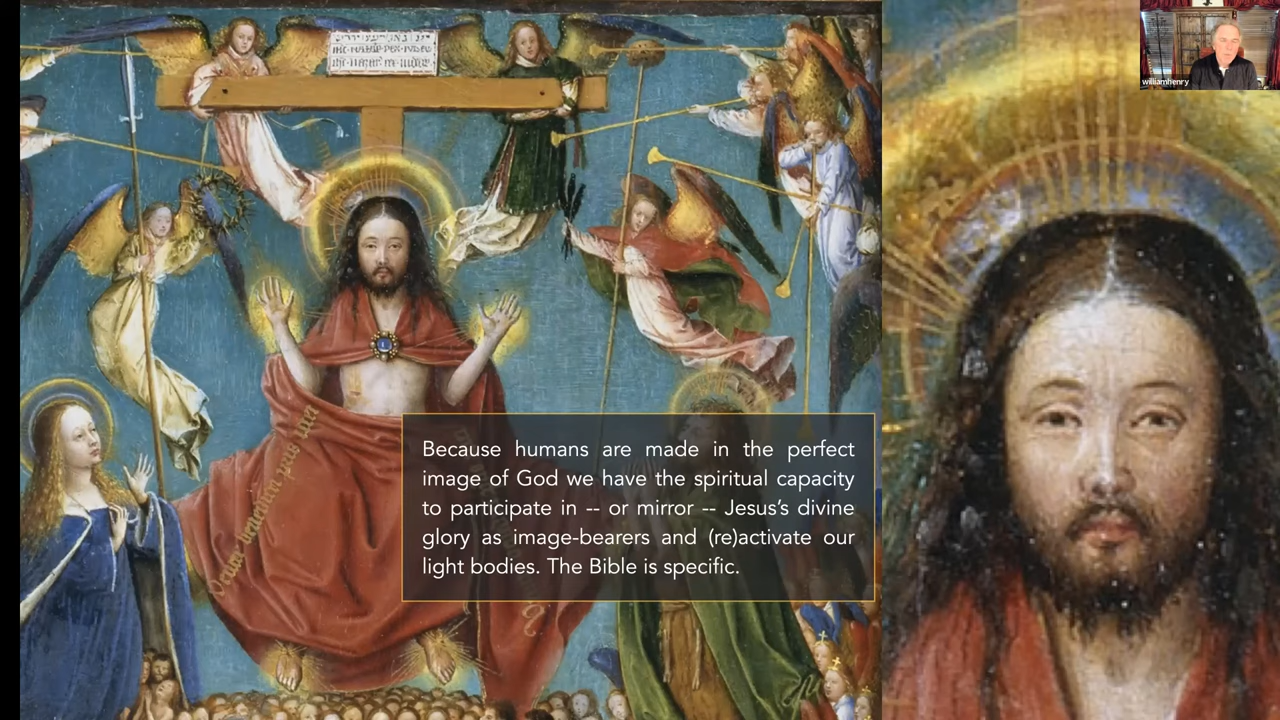 williamhenry
Because humans are made in the perfect
image of God we have the spiritual capacity
to participate in -- or mirror -- Jesus's divine
glory as image-bearers and (re)activate our
light bodies. The Bible is specific.